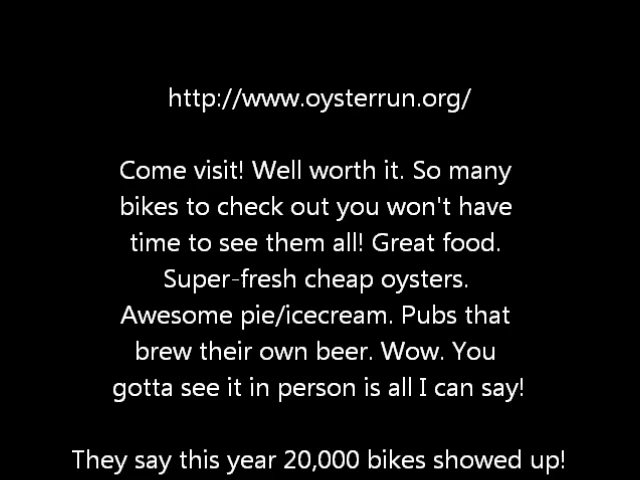 http://www.oysterrun.org/
Come visit! Well worth it. So many
bikes to check out you won't have
time to see them all! Great food.
Super-fresh cheap oysters.
Awesome pie/icecream. Pubs that
brew their own beer. Wow. You
gotta see it in person is all I can say!
They say this year 20,000 bikes showed up!